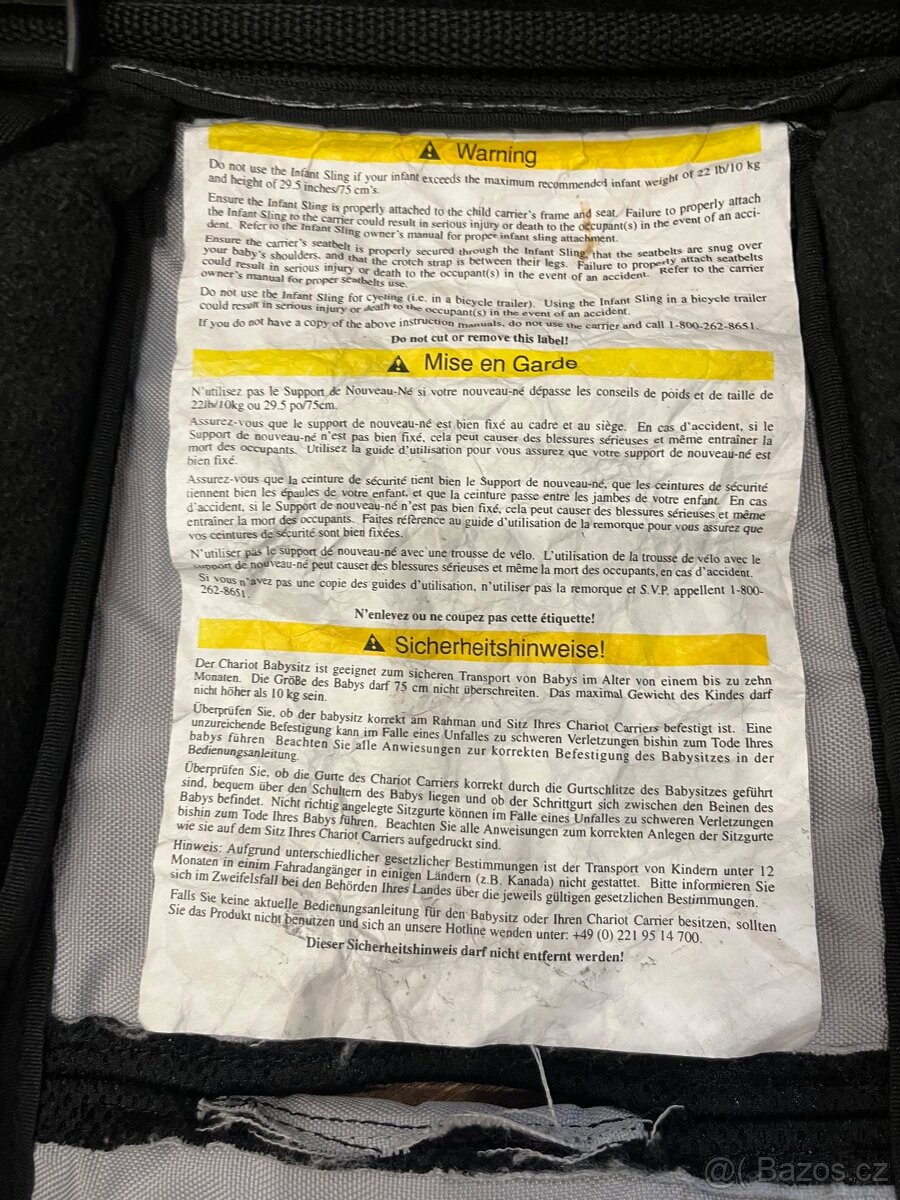 Warning
Do not use the Infant Sling if your infant exceeds the maximum recommended infant weight of 22 lb/10 kg
and height of 29.5 inches/75 cm's.
Ensure the Infant Sling is properly attached to the child carrier's frame and seat. Failure to properly attach
the Infant Sling to the carrier could result in serious injury or death to the occupant(s) in the event of an acci-
dent. Refer to the Infant Sling owner's manual for proper infant sling attachment.
Ensure the carrier's seatbelt is properly secured through the Infant Sling, that the seatbelts are snug over
your baby's shoulders, and that the crotch strap is between their legs. Failure to property attach seatbelts
could result in serious injury or death to the occupant(s) in the event of an accident. Refer to the carrier
owner's manual for proper seatbelts use.
Do not use the Infant Sling for cycling (i.e. in a bicycle trailer). Using the Infant Sling in a bicycle trailer
could result in serious injury or death to the occupant(s) in the event of an accident.
If you do not have a copy of the above instruction manuals, do not use the carrier and call 1-800-262-8651.
Do not cut or remove this label!
Mise en Garde
N'utilisez pas le Support de Nouveau-Né si votre nouveau-né dépasse les conseils de poids et de taille de
22lb/10kg ou 29.5 po/75cm.
Assurez-vous que le support de nouveau-né est bien fixé au cadre et au siège. En cas d'accident, si le
Support de nouveau-né n'est pas bien fixé, cela peut causer des blessures sérieuses et même entraîner la
mort des occupants. Utilisez la guide d'utilisation pour vous assurez que votre support de nouveau-né est
bien fixé.
Assurez-vous que la ceinture de sécurité tient bien le Support de nouveau-né, que les ceintures de sécurité
tiennent bien les épaules de votre enfant, et que la ceinture passe entre les jambes de votre enfant. En cas
d'accident, si le Support de nouveau-né n'est pas bien fixé, cela peut causer des blessures sérieuses et même
entraîner la mort des occupants. Faites référence au guide d'utilisation de la remorque pour vous assurez que
vos ceintures de sécurité sont bien fixées.
N'utiliser pas le support de nouveau-né avec une trousse de vélo. L'utilisation de la trousse de vélo avec le
support de nouveau-né peut causer des blessures sérieuses et même la mort des occupants, en cas d'accident.
Si vous n'avez pas une copie des guides d'utilisation, n'utiliser pas la remorque et S.V.P. appellent 1-800-
262-8651.
N'enlevez ou ne coupez pas cette étiquette!
Sicherheitshinweise!
Der Chariot Babysitz ist geeignet zum sicheren Transport von Babys im Alter von einem bis zu zehn
Monaten. Die Größe des Babys darf 75 cm nicht überschreiten. Das maximal Gewicht des Kindes darf
nicht höher als 10 kg sein.
Überprüfen Sie, ob der babysitz korrekt am Rahman und Sitz Ihres Chariot Carriers befestigt ist. Eine
unzureichende Befestigung kann im Falle eines Unfalles zu schweren Verletzungen bishin zum Tode Ihres
babys führen Beachten Sie alle Anwiesungen zur korrekten Befestigung des Babysitzes in der
Bedienungsanleitung.
Überprüfen Sie, ob die Gurte des Chariot Carriers korrekt durch die Gurtschlitze des Babysitzes geführt
sind, bequem über den Schultern des Babys liegen und ob der Schrittgurt sich zwischen den Beinen des
Babys befindet. Nicht richtig angelegte Sitzgurte können im Falle eines Unfalles zu schweren Verletzungen
bishin zum Tode Ihres Babys führen. Beachten Sie alle Anweisungen zum korrekten Anlegen der Sitzgurte
wie sie auf dem Sitz Ihres Chariot Carriers aufgedruckt sind.
Hinweis: Aufgrund unterschiedlicher gesetzlicher Bestimmungen ist der Transport von Kindern unter 12
Monaten in einim Fahradangänger in einigen Ländern (z.B. Kanada) nicht gestattet. Bitte informieren Sie
sich im Zweifelsfall bei den Behörden Ihres Landes über die jeweils gültigen gesetzlichen Bestimmungen.
Falls Sie keine aktuelle Bedienungsanleitung für den Babysitz oder Ihren Chariot Carrier besitzen, sollten
Sie das Produkt nicht benutzen und sich an unsere Hotline wenden unter: +49 (0) 221 95 14 700.
Dieser Sicherheitshinweis darf nicht entfernt werden!
@( Bazos.cz